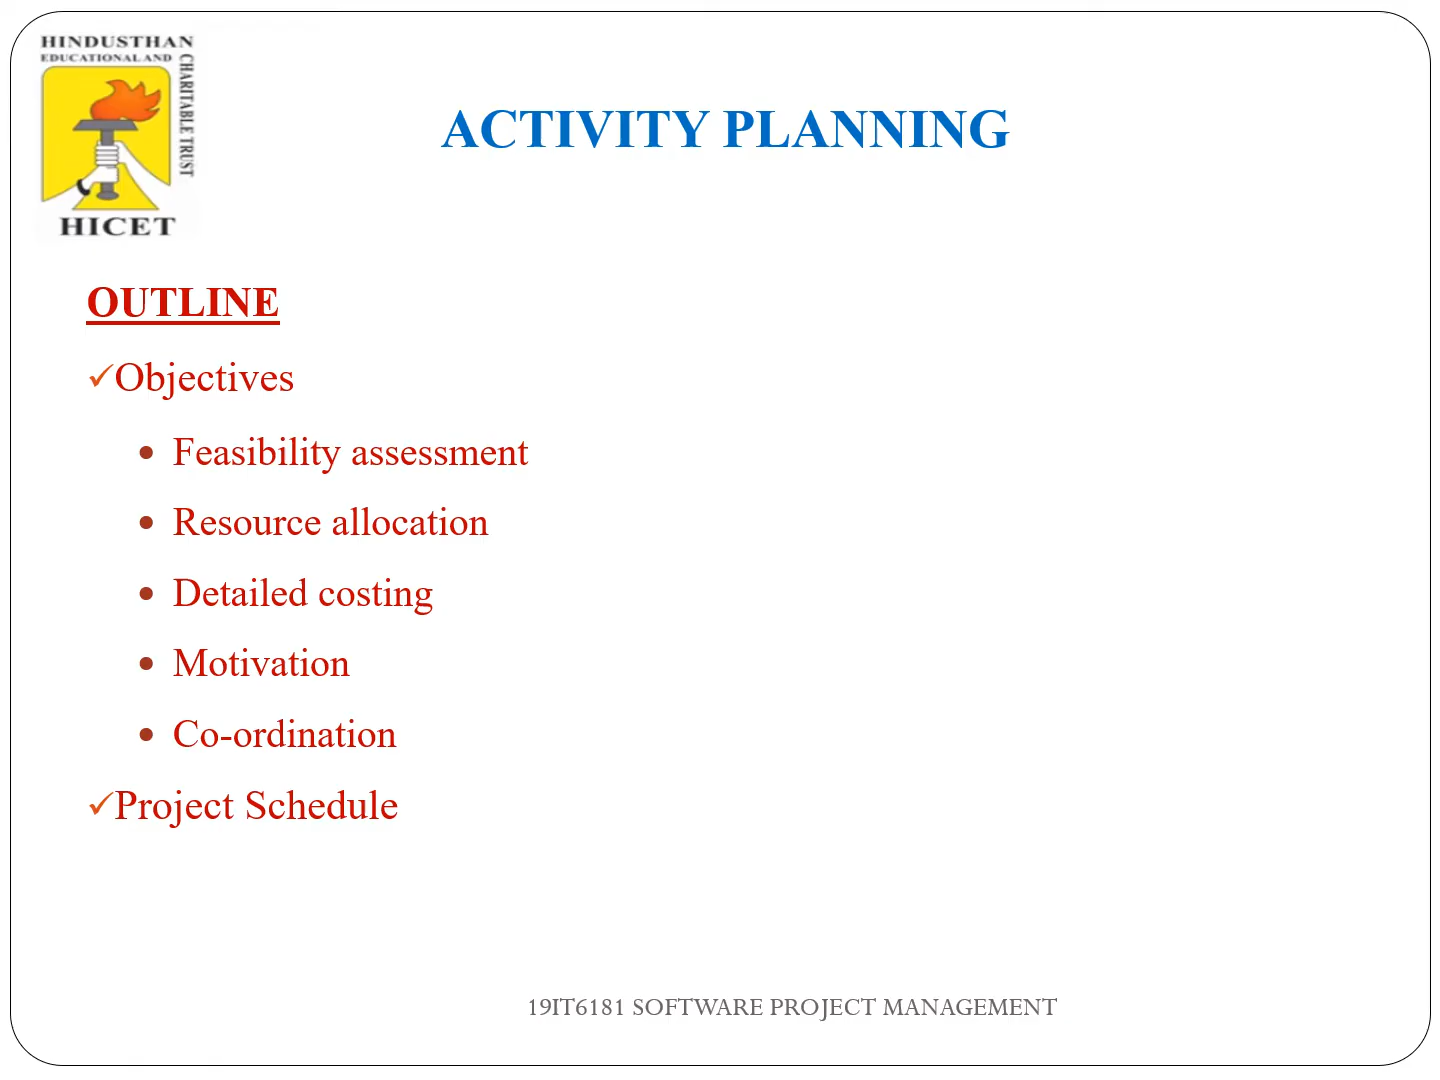 HINDUSTHAN
EDUCATIONAL AND
CHARITABLE TRUST
HICET
ACTIVITY PLANNING
OUTLINE
✓Objectives
• Feasibility assessment
• Resource allocation
• Detailed costing
• Motivation
• Co-ordination
✓Project Schedule
19IT6181 SOFTWARE PROJECT MANAGEMENT